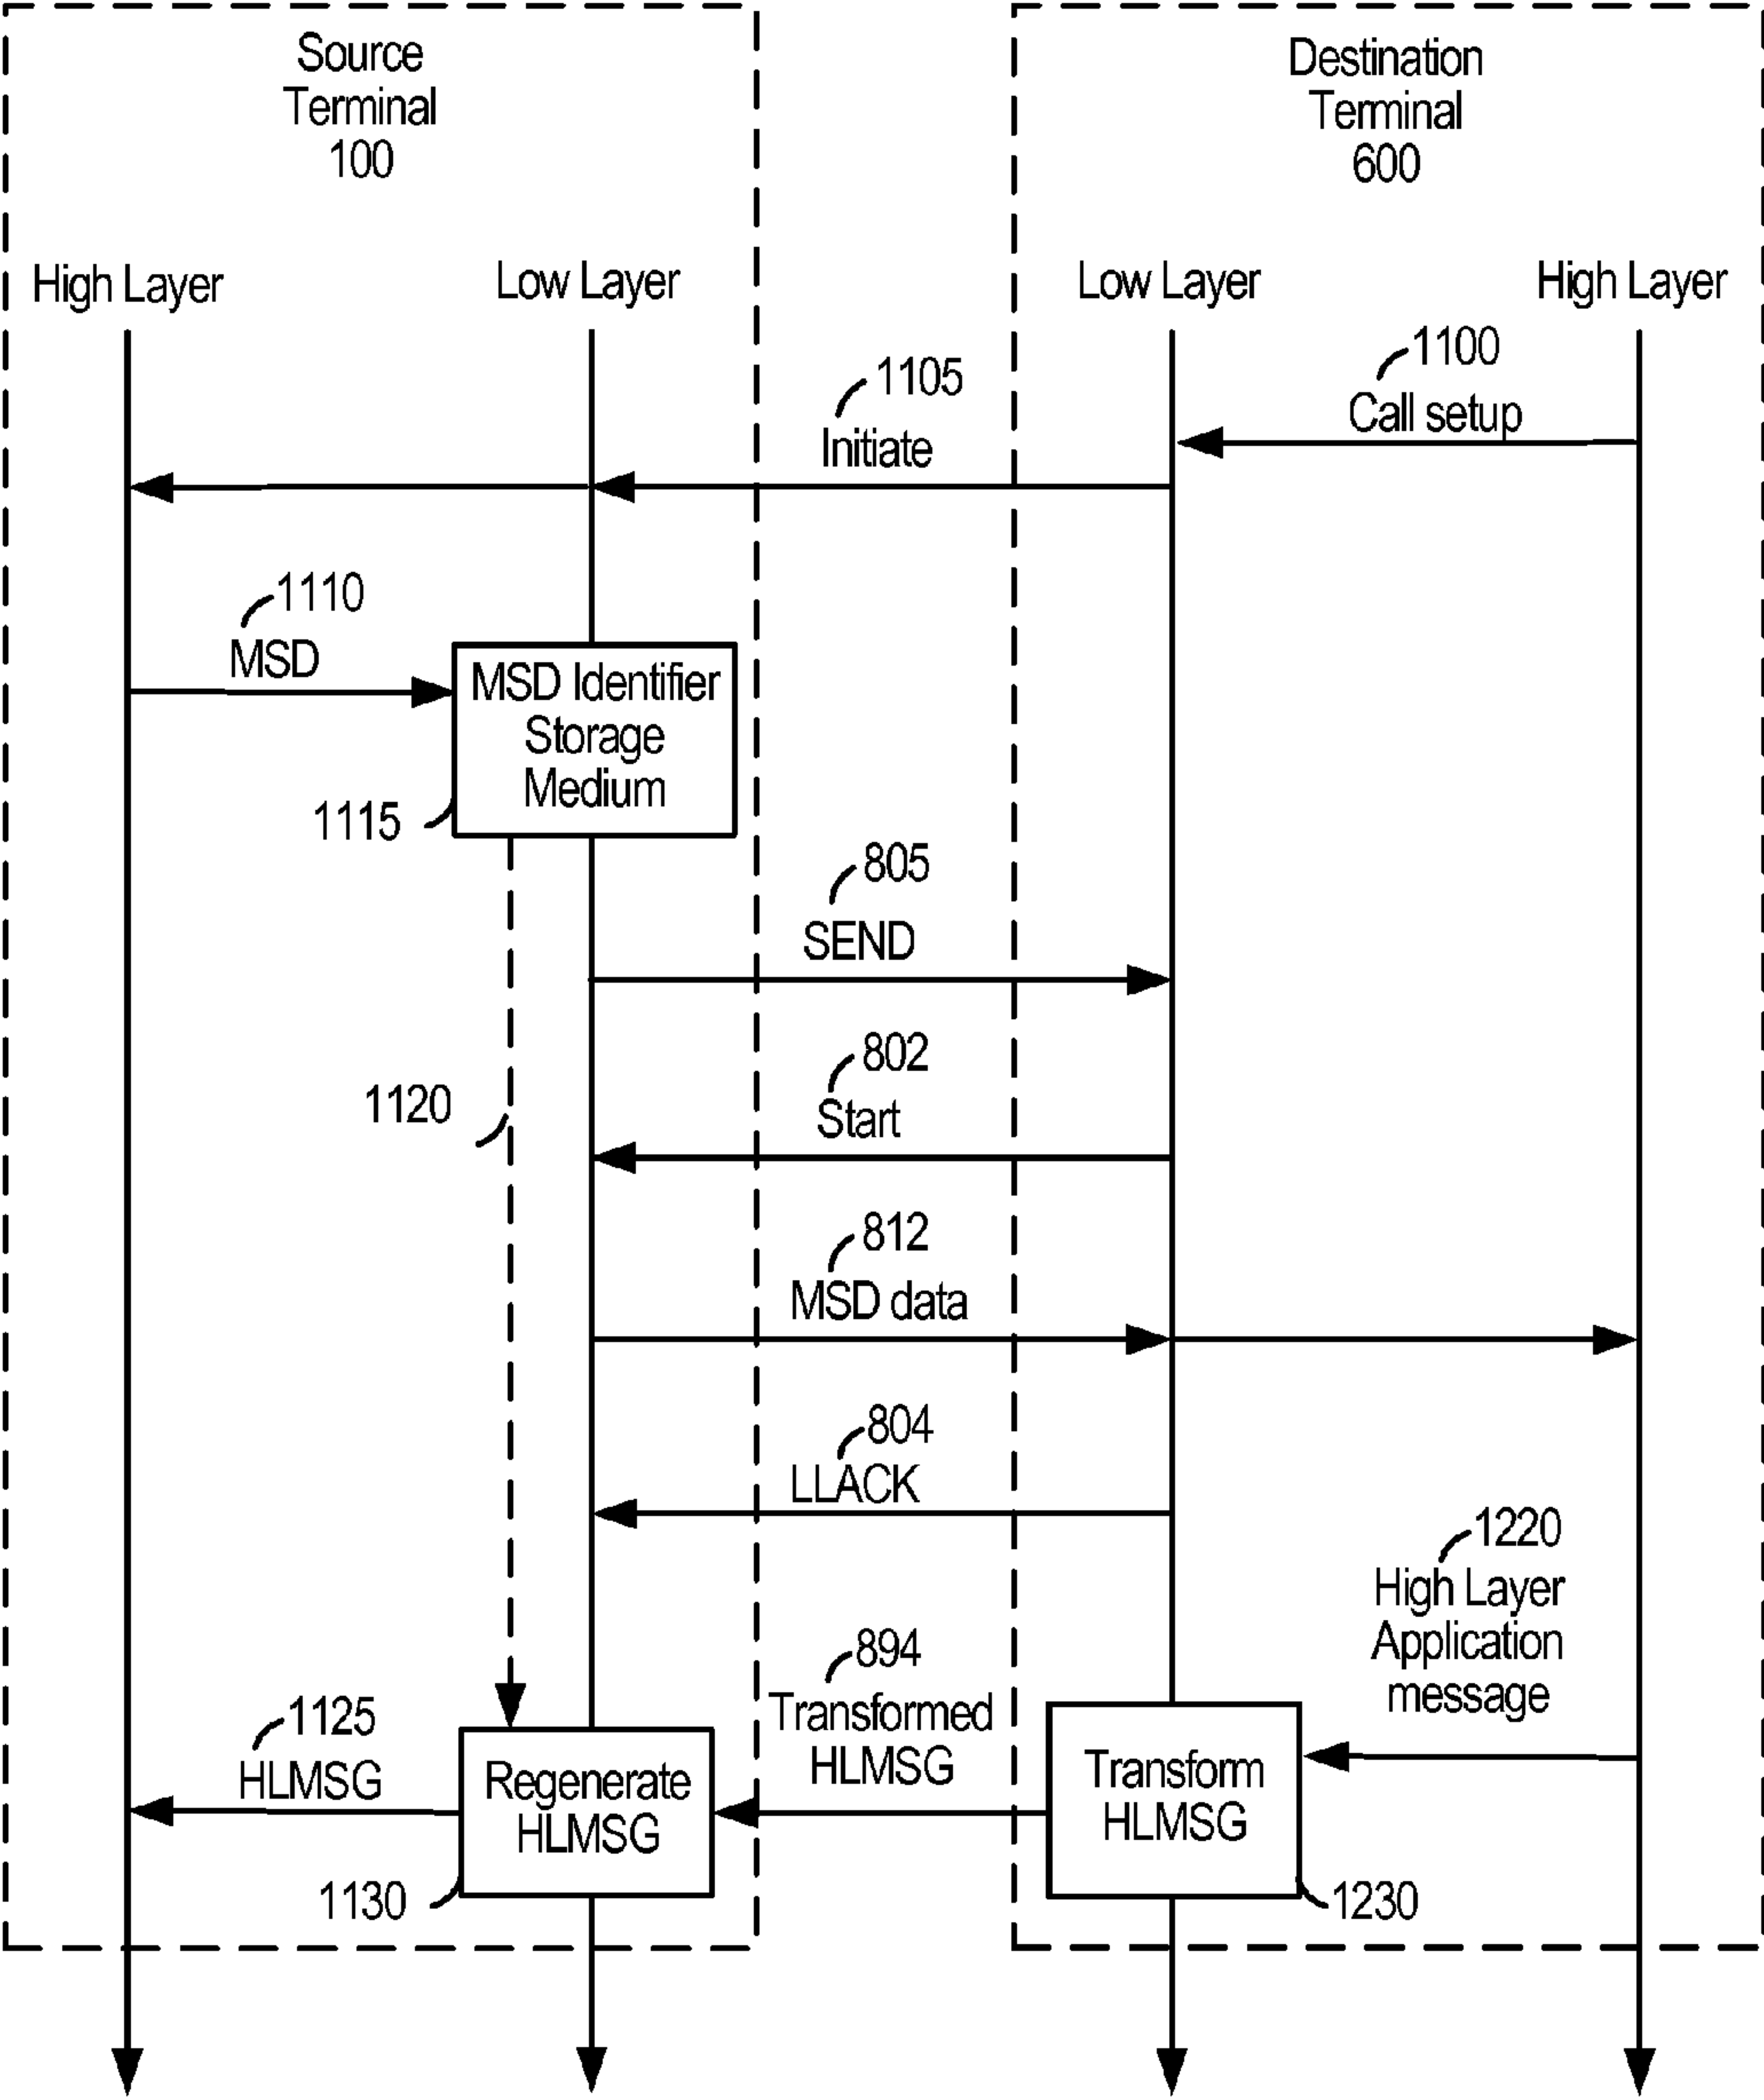 Source
Terminal
100
Destination
Terminal
600
High Layer
Low Layer
Low Layer
High Layer
1100
Call setup
1105
Initiate
1110
MSD
MSD Identifier
Storage
Medium
1115
805
SEND
802
Start
1120
812
MSD data
804
LLACK
1220
High Layer
Application
message
894
Transformed
HLMSG
1125
HLMSG
Regenerate
HLMSG
Transform
HLMSG
1130
1230